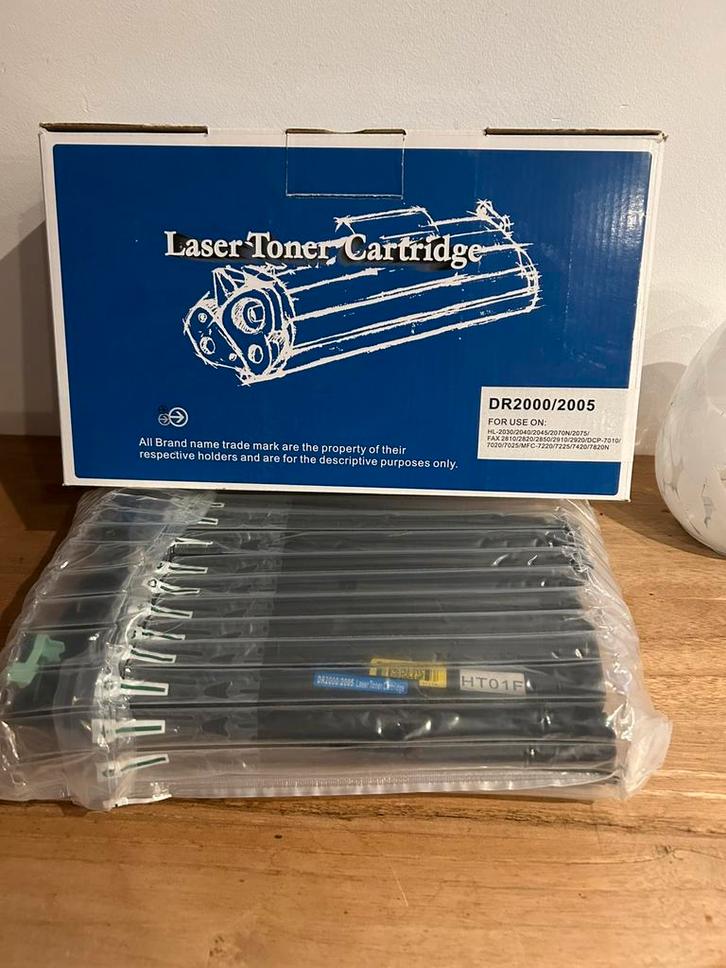 Laser Toner Cartridge
DR2000/2005
FOR USE ON:
HL-2030/2040/2045/2070N/2075/
FAX 2810/2820/2850/2910/2920/DCP-7010/
7020/7025/MFC-7220/7225/7420/7820N
All Brand name trade mark are the property of their
respective holders and are for the descriptive purposes only.
DR2000/2005 Laser Toner Cartridge
HT01F